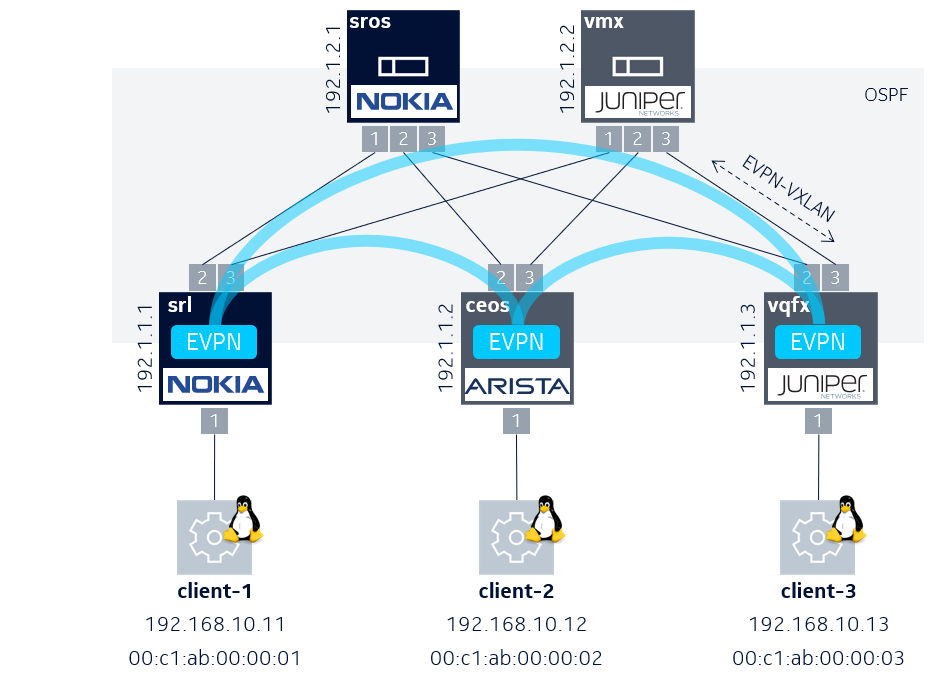 sros
192.1.2.1
NOKIA
1 2 3
vmx
192.1.2.2
JUNIPER
NETWORKS
1 2 3
OSPF
EVPN-VXLAN
2 3
srl
192.1.1.1
EVPN
NOKIA
1
2 3
ceos
192.1.1.2
EVPN
ARISTA
1
2 3
vqfx
192.1.1.3
EVPN
JUNIPER
NETWORKS
1
client-1
192.168.10.11
00:c1:ab:00:00:01
client-2
192.168.10.12
00:c1:ab:00:00:02
client-3
192.168.10.13
00:c1:ab:00:00:03